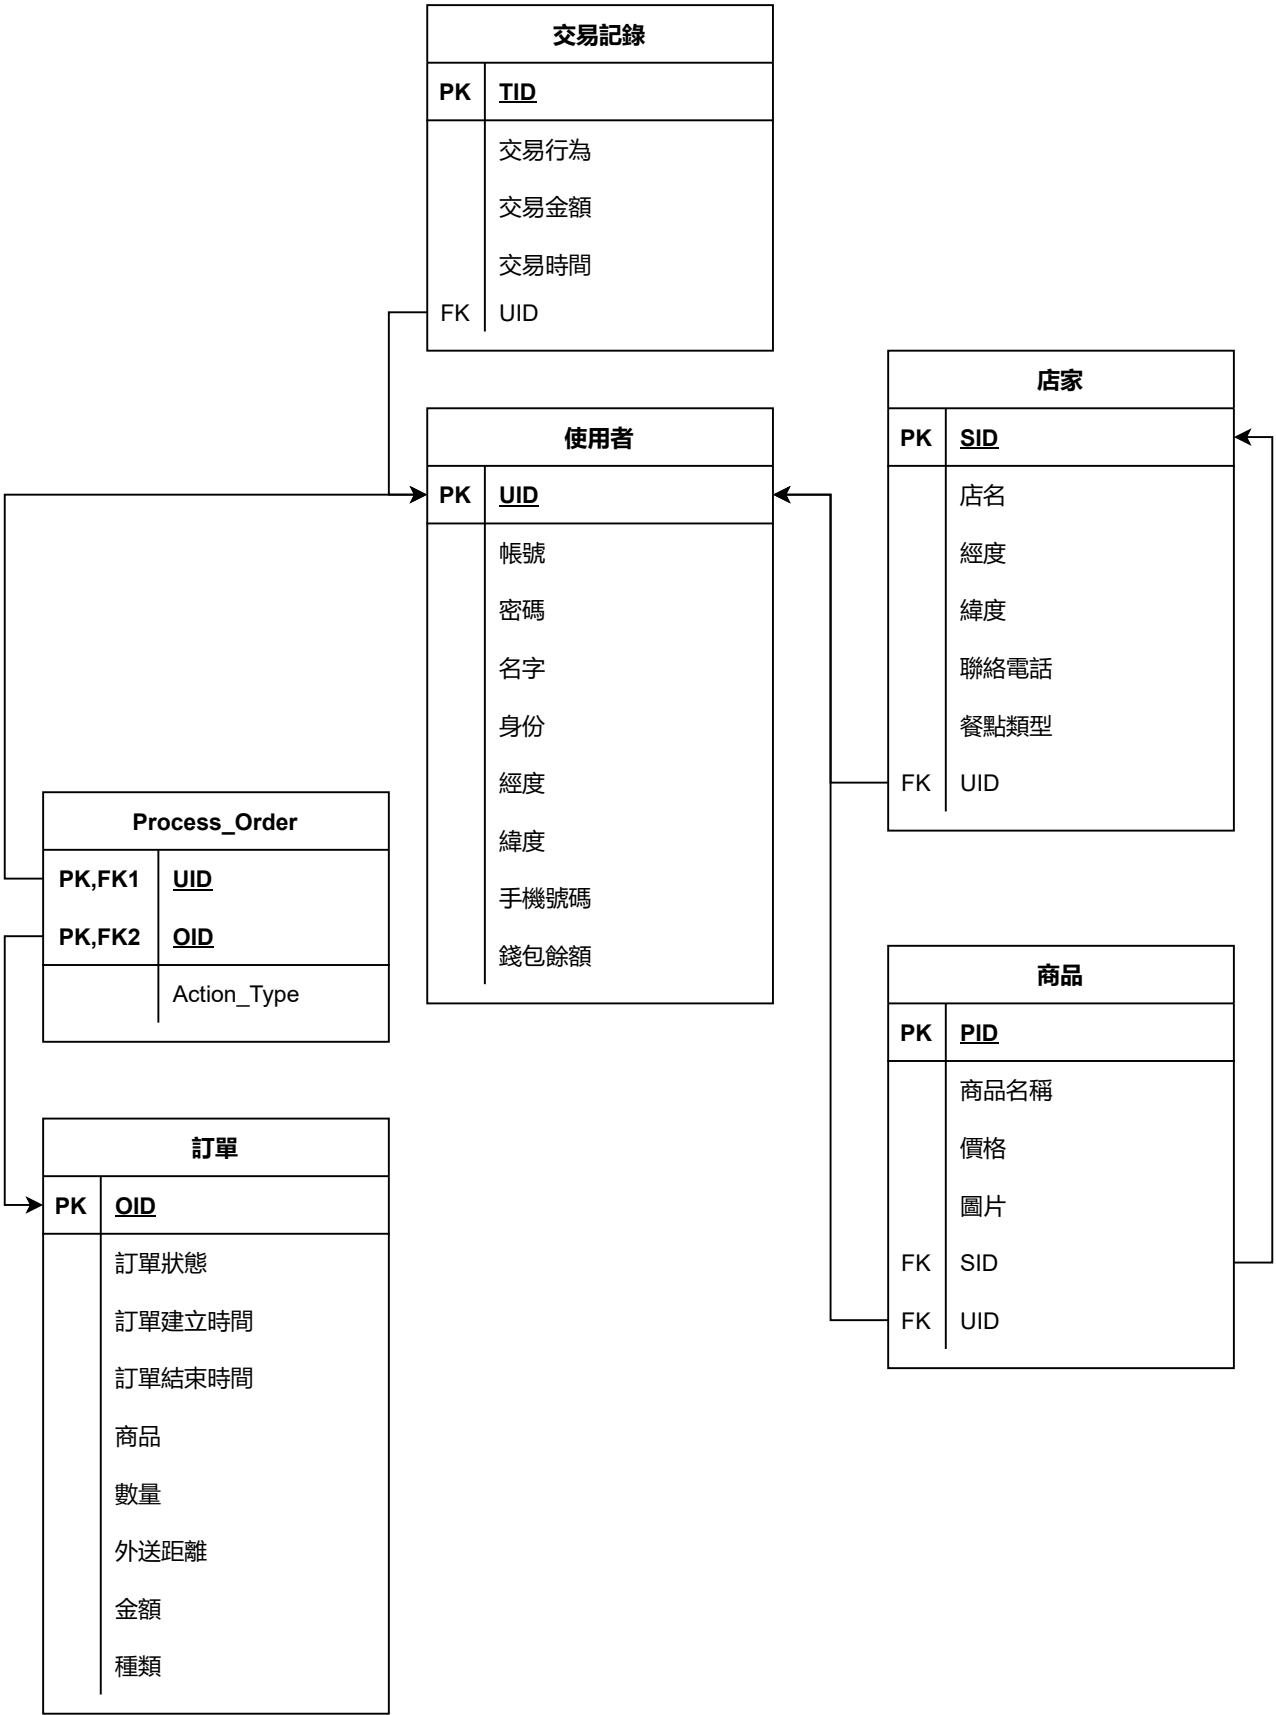 交易記錄
PK TID
交易行為
交易金額
交易時間
FK UID
使用者
PK UID
帳號
密碼
名字
身份
經度
緯度
手機號碼
錢包餘額
店家
PK SID
店名
經度
緯度
聯絡電話
餐點類型
FK UID
Process_Order
PK,FK1 UID
PK,FK2 OID
Action_Type
商品
PK PID
商品名稱
價格
圖片
FK SID
FK UID
訂單
PK OID
訂單狀態
訂單建立時間
訂單結束時間
商品
數量
外送距離
金額
種類